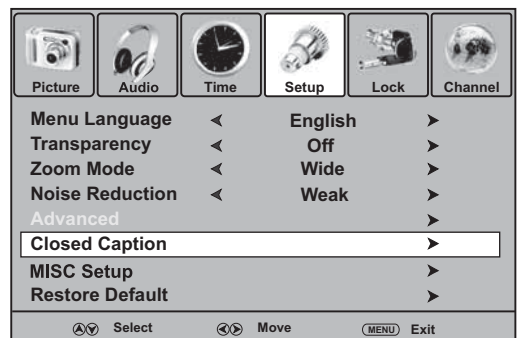 Picture Audio Time Setup Lock Channel
Menu Language English
Transparency Off
Zoom Mode Wide
Noise Reduction Weak
Advanced
Closed Caption
MISC Setup
Restore Default
Select Move MENU Exit